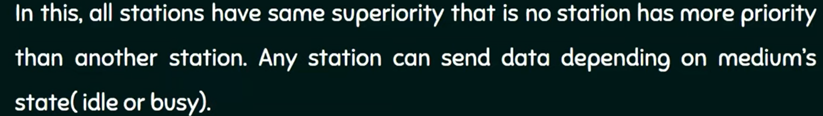 In this, all stations have same superiority that is no station has more priority
than another station. Any station can send data depending on medium's
state( idle or busy).